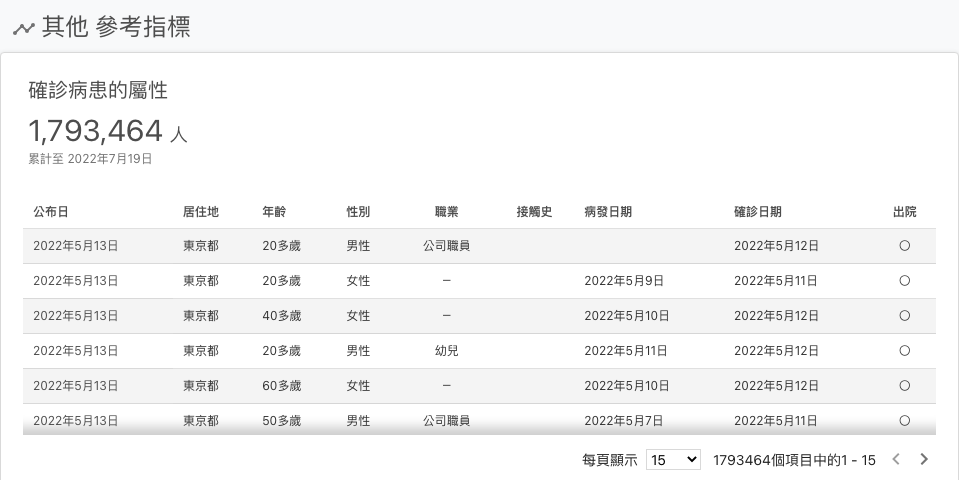 其他 參考指標
確診病患的屬性
1,793,464 人
累計至 2022年7月19日
公布日 居住地 年齡 性別 職業 接觸史 病發日期 確診日期 出院
2022年5月13日 東京都 20多歲 男性 公司職員 2022年5月12日 〇
2022年5月13日 東京都 20多歲 女性 － 2022年5月9日 2022年5月11日 〇
2022年5月13日 東京都 40多歲 女性 － 2022年5月10日 2022年5月12日 〇
2022年5月13日 東京都 20多歲 男性 幼兒 2022年5月11日 2022年5月12日 〇
2022年5月13日 東京都 60多歲 女性 － 2022年5月10日 2022年5月12日 〇
2022年5月13日 東京都 50多歲 男性 公司職員 2022年5月7日 2022年5月11日 〇
每頁顯示 15 1793464個項目中的1 - 15